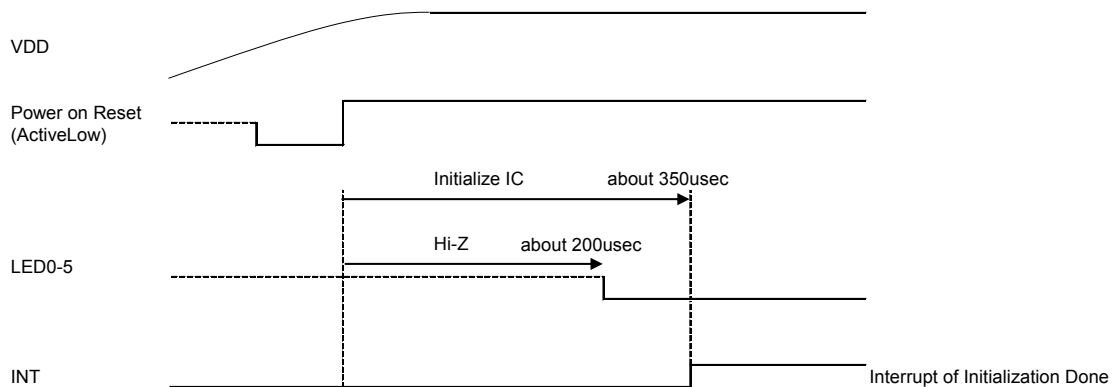 VDD
Power on Reset
(ActiveLow)
Initialize IC about 350usec
Hi-Z about 200usec
LED0-5
INT Interrupt of Initialization Done